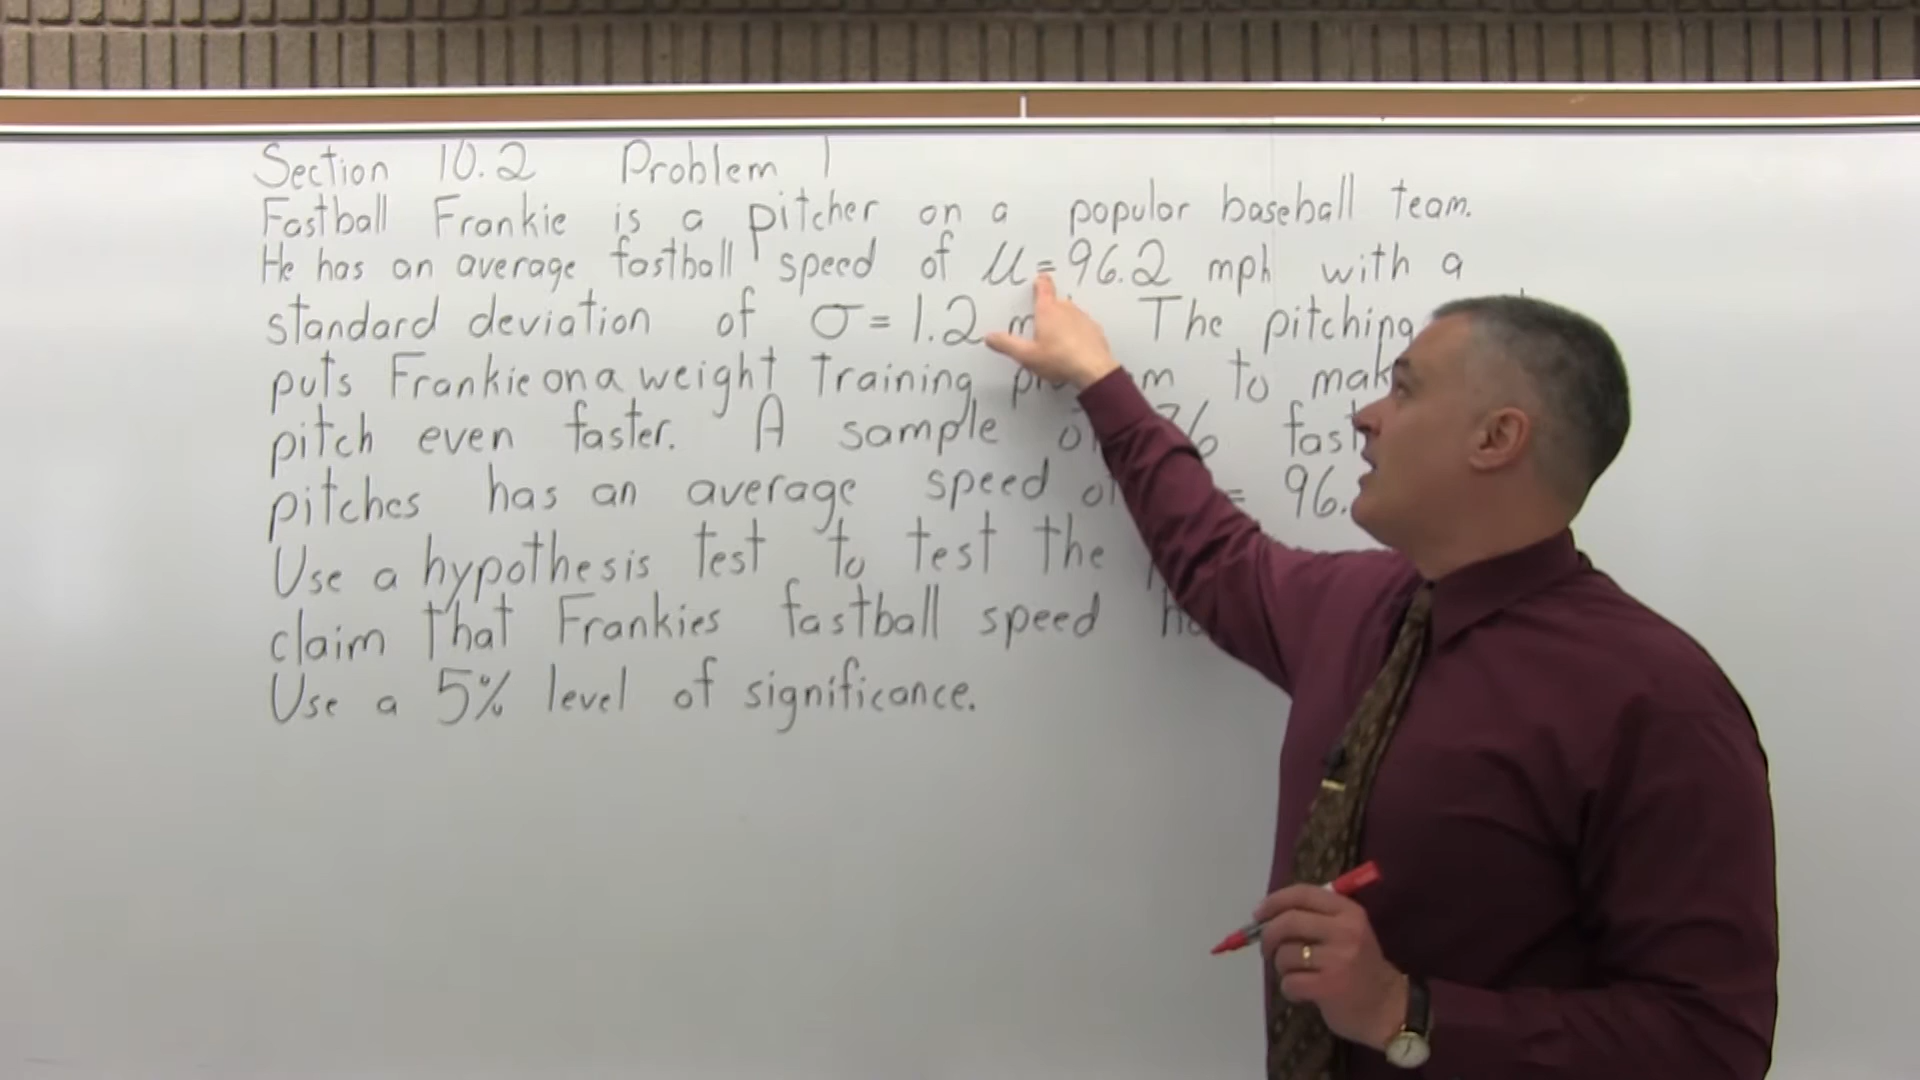 Section 10.2 Problem 1
Fastball Frankie is a pitcher on a popular baseball team.
He has an average fastball speed of μ=96.2 mph with a
standard deviation of σ=1.2 The pitching
puts Frankie on a weight training to
pitch even faster. A sample
pitches has an average speed = 96.
Use a hypothesis test to test the
claim that Frankies fastball speed
Use a 5% level of significance.